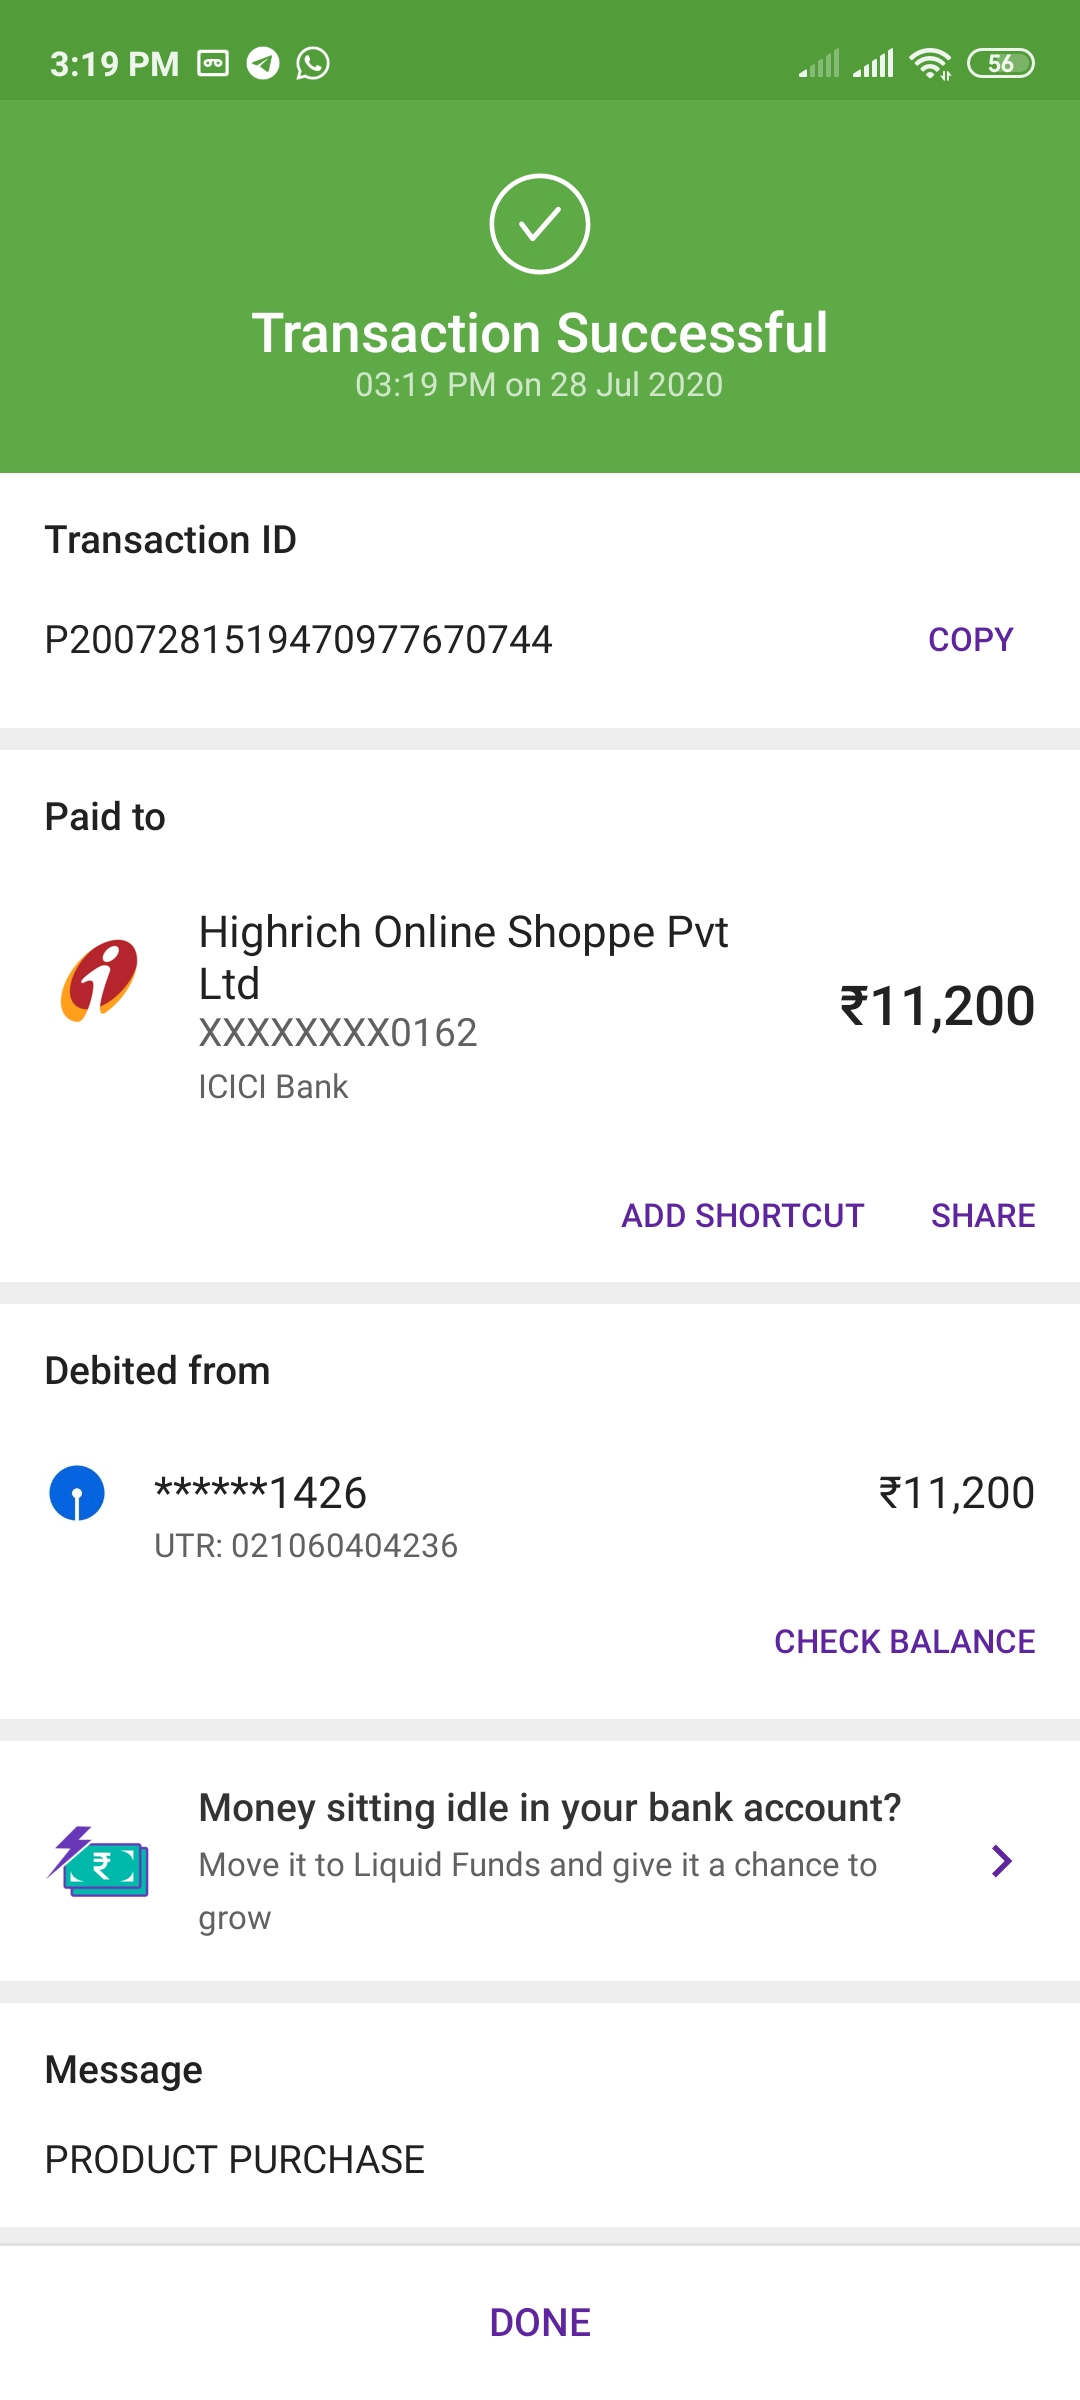 3:19 PM
56
Transaction Successful
03:19 PM on 28 Jul 2020
Transaction ID
P2007281519470977670744
COPY
Paid to
Highrich Online Shoppe Pvt
Ltd
XXXXXXXX0162
ICICI Bank
₹11,200
ADD SHORTCUT
SHARE
Debited from
******1426
₹11,200
UTR: 021060404236
CHECK BALANCE
Money sitting idle in your bank account?
Move it to Liquid Funds and give it a chance to
grow
Message
PRODUCT PURCHASE
DONE